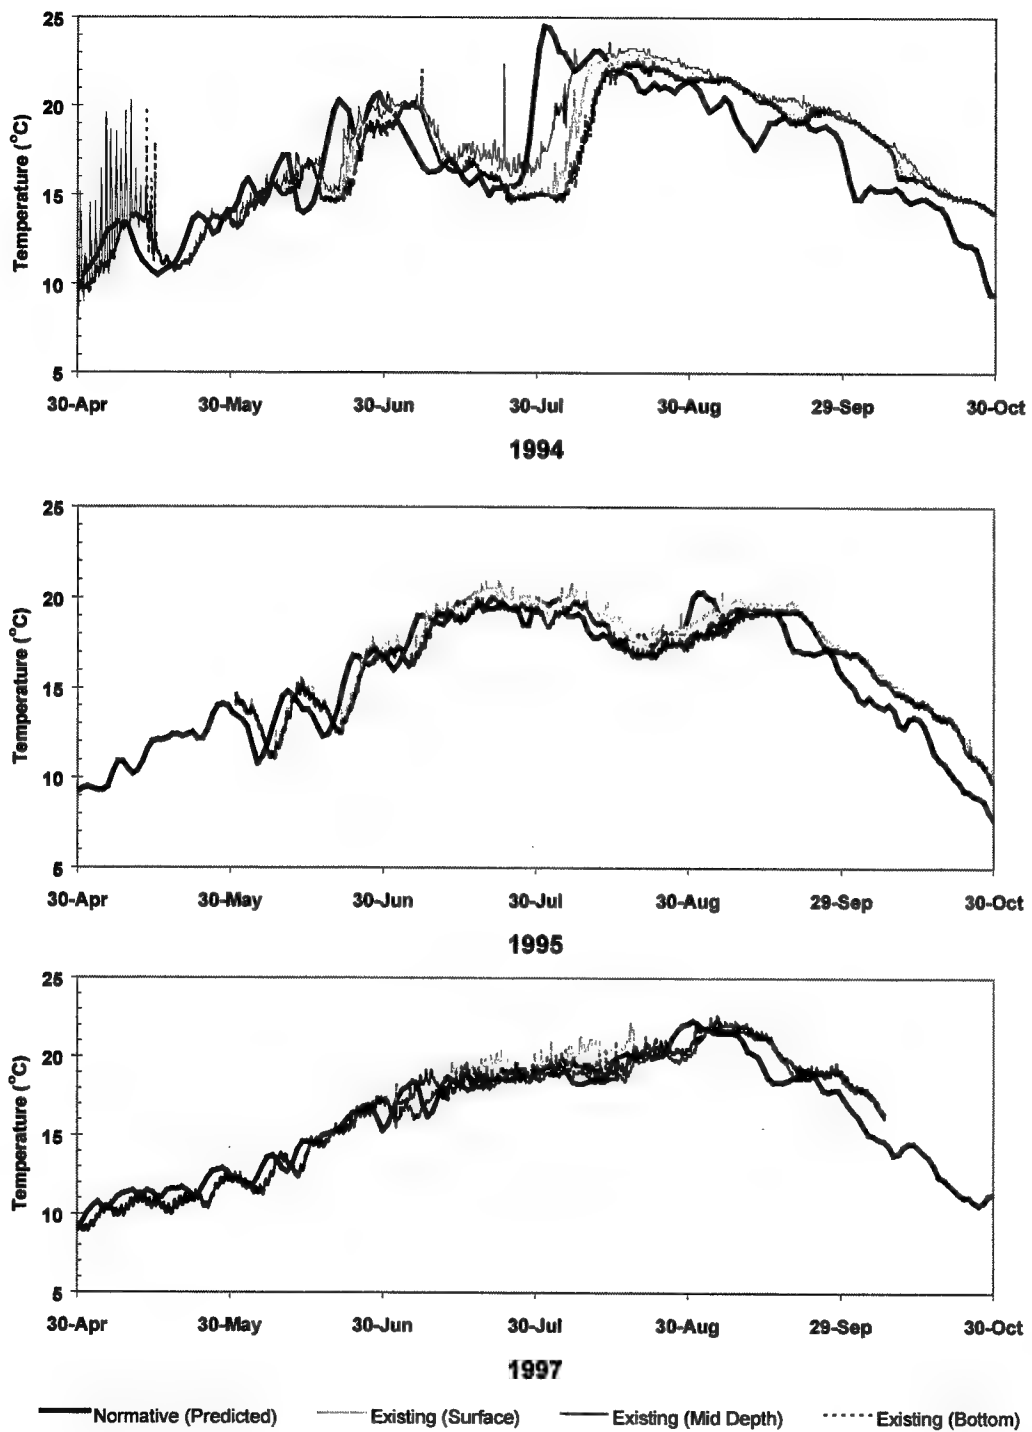 25
20
15
10
5
Temperature (°C)
30-Apr 30-May 30-Jun 30-Jul 30-Aug 29-Sep 30-Oct
1994
25
20
15
10
5
Temperature (°C)
30-Apr 30-May 30-Jun 30-Jul 30-Aug 29-Sep 30-Oct
1995
25
20
15
10
5
Temperature (°C)
30-Apr 30-May 30-Jun 30-Jul 30-Aug 29-Sep 30-Oct
1997
Normative (Predicted) Existing (Surface) Existing (Mid Depth) Existing (Bottom)